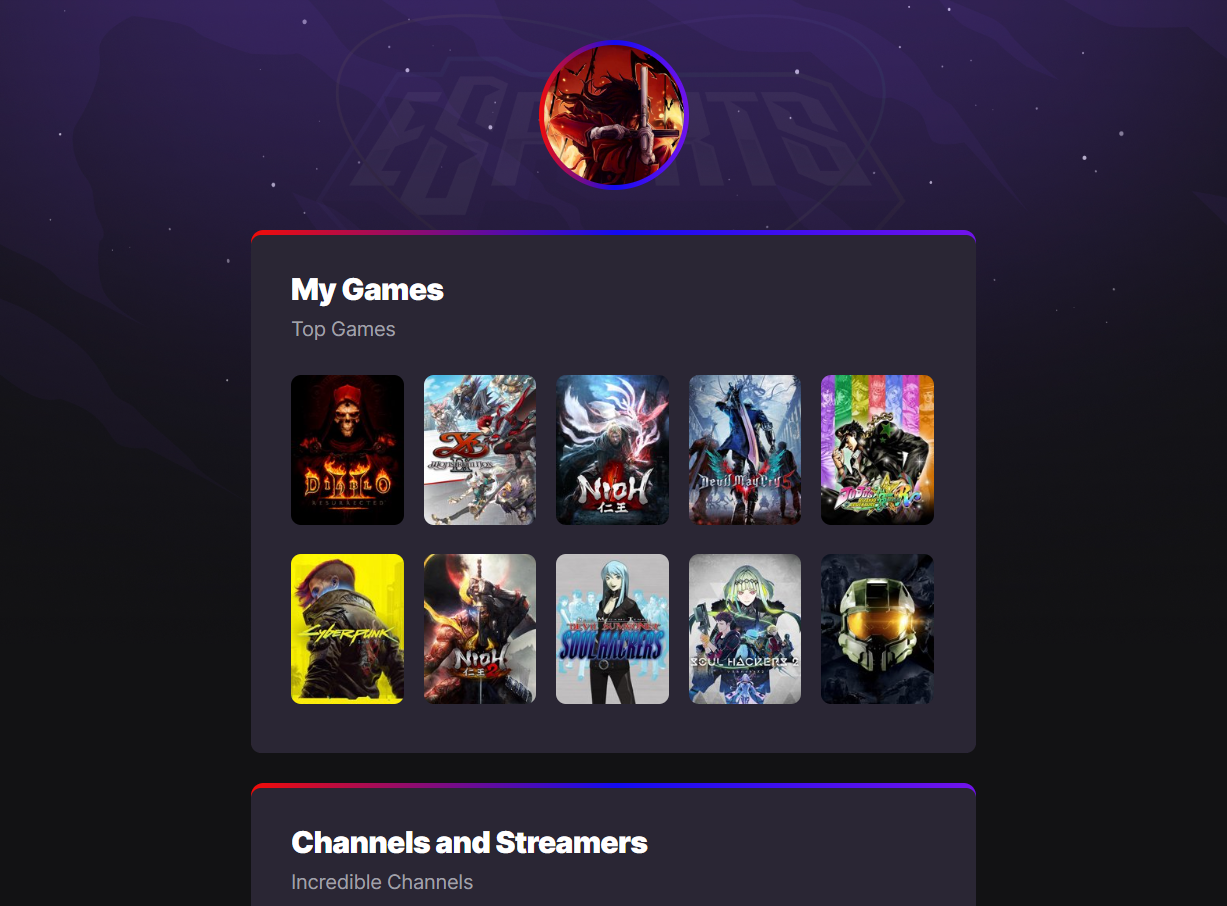 ESPORTS
My Games
Top Games
DIABLO
II
RESURRECTED
Ys
IX
NIOH
仁王
Devil May Cry 5
Cyberpunk
NIOH
仁王2
DEVIL SUMMONER
SOUL HACKERS
SOUL HACKERS 2
Channels and Streamers
Incredible Channels